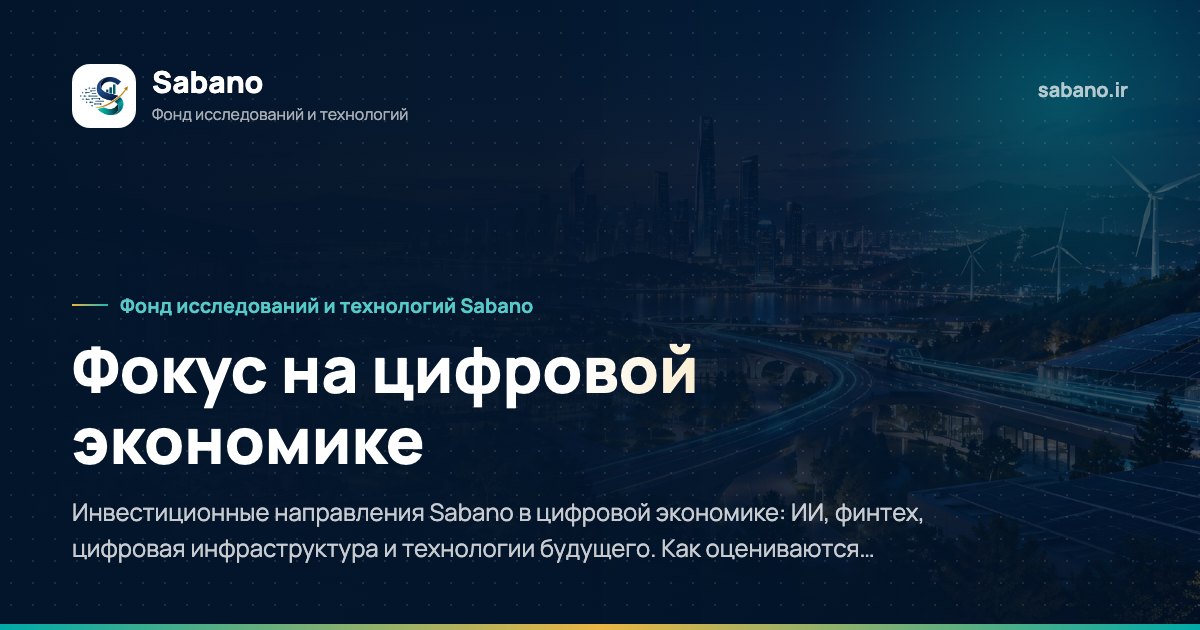 Sabano
Фонд исследований и технологий
sabano.ir
Фонд исследований и технологий Sabano
Фокус на цифровой
экономике
Инвестиционные направления Sabano в цифровой экономике: ИИ, финтех,
цифровая инфраструктура и технологии будущего. Как оцениваются…